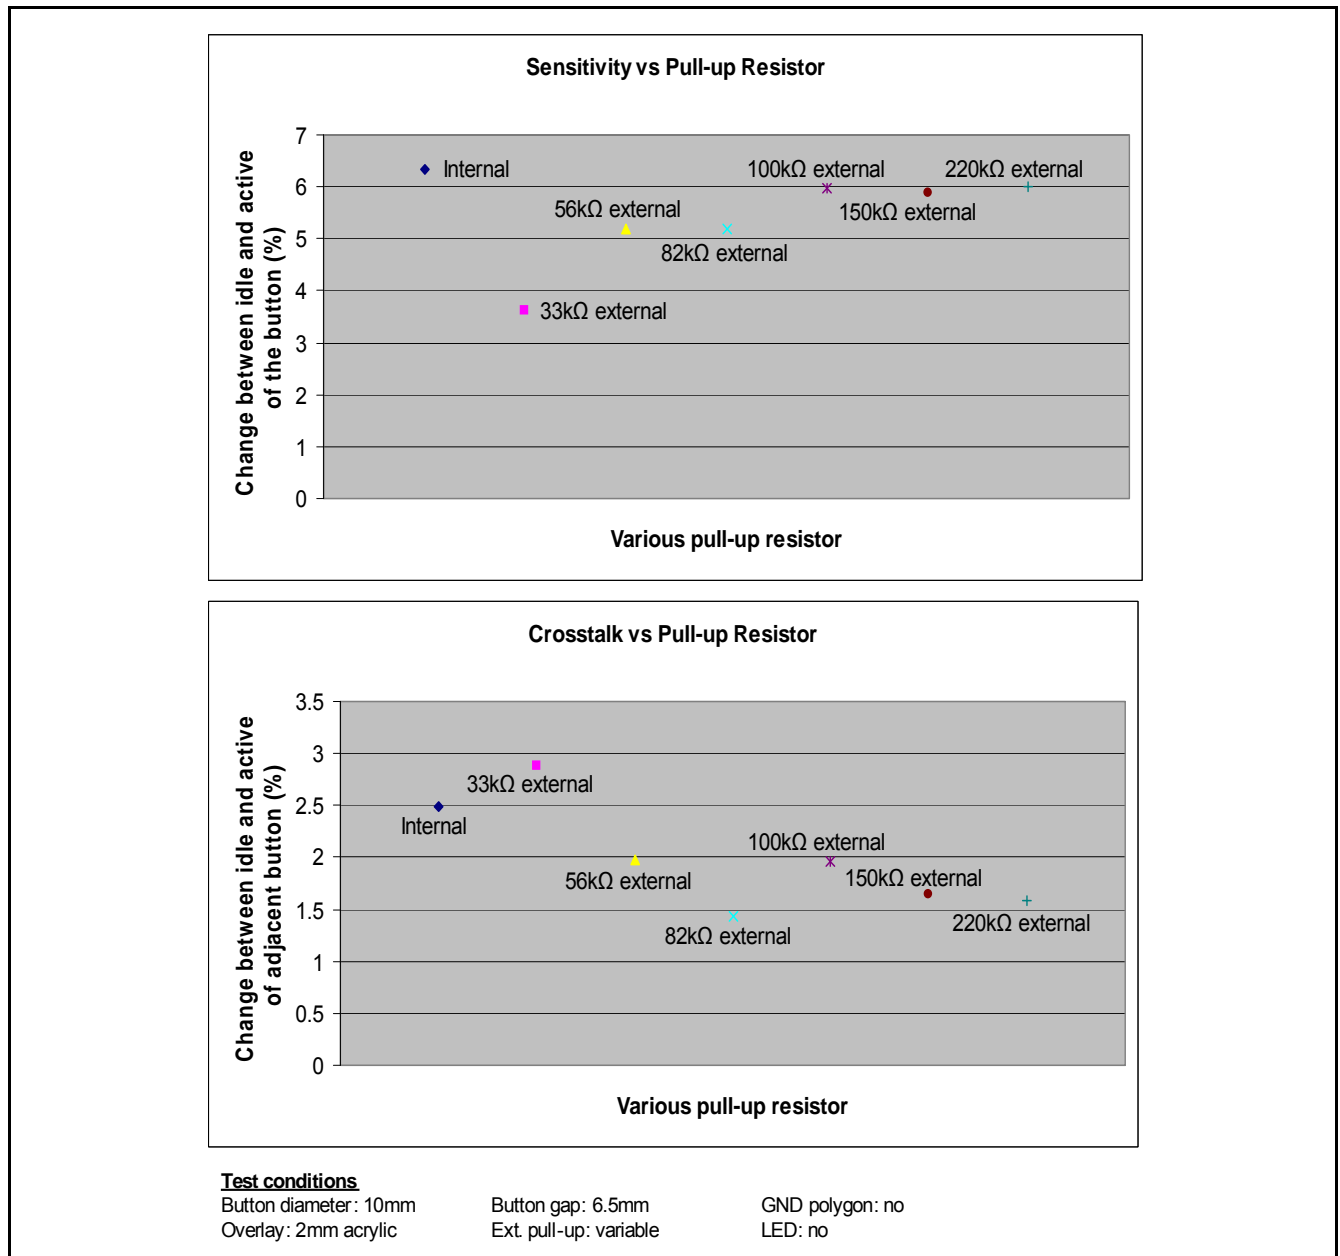 Sensitivity vs Pull-up Resistor
Change between idle and active
of the button (%)
7
6
5
4
3
2
1
0
Internal
33kΩ external
56kΩ external
82kΩ external
100kΩ external
150kΩ external
220kΩ external
Various pull-up resistor
Crosstalk vs Pull-up Resistor
Change between idle and active
of adjacent button (%)
3.5
3
2.5
2
1.5
1
0.5
0
Internal
33kΩ external
56kΩ external
82kΩ external
100kΩ external
150kΩ external
220kΩ external
Various pull-up resistor
Test conditions
Button diameter: 10mm Button gap: 6.5mm GND polygon: no
Overlay: 2mm acrylic Ext. pull-up: variable LED: no